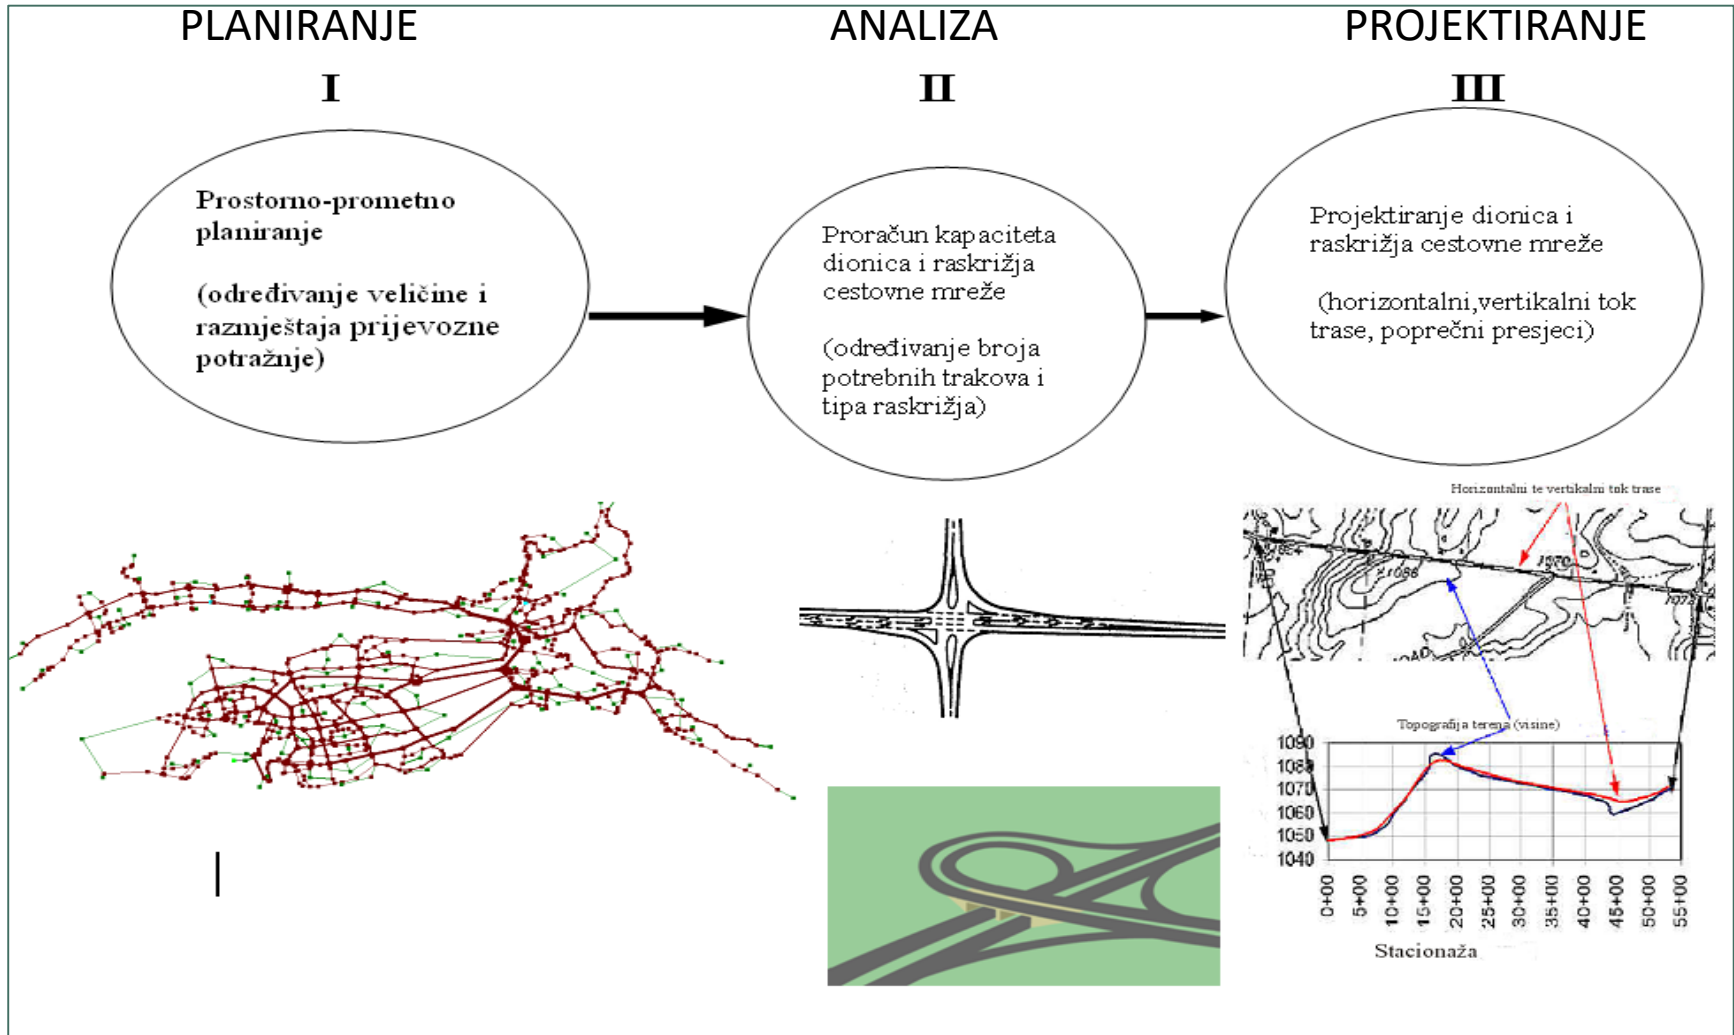 PLANIRANJE
ANALIZA
PROJEKTIRANJE
I
II
III
Prostorno-prometno
planiranje
(određivanje veličine i
razmještaja prijevozne
potražnje)
Proračun kapaciteta
dionica i raskrižja
cestovne mreže
(određivanje broja
potrebnih trakova i
tipa raskrižja)
Projektiranje dionica i
raskrižja cestovne mreže
(horizontalni,vertikalni tok
trase, poprečni presjeci)
Horizontalni te vertikalni tok trase
1086
1070
Topografija terena (visine)
1090
1080
1070
1060
1050
1040
0+00
5+00
10+00
15+00
20+00
25+00
30+00
35+00
40+00
45+00
50+00
55+00
Stacionaža